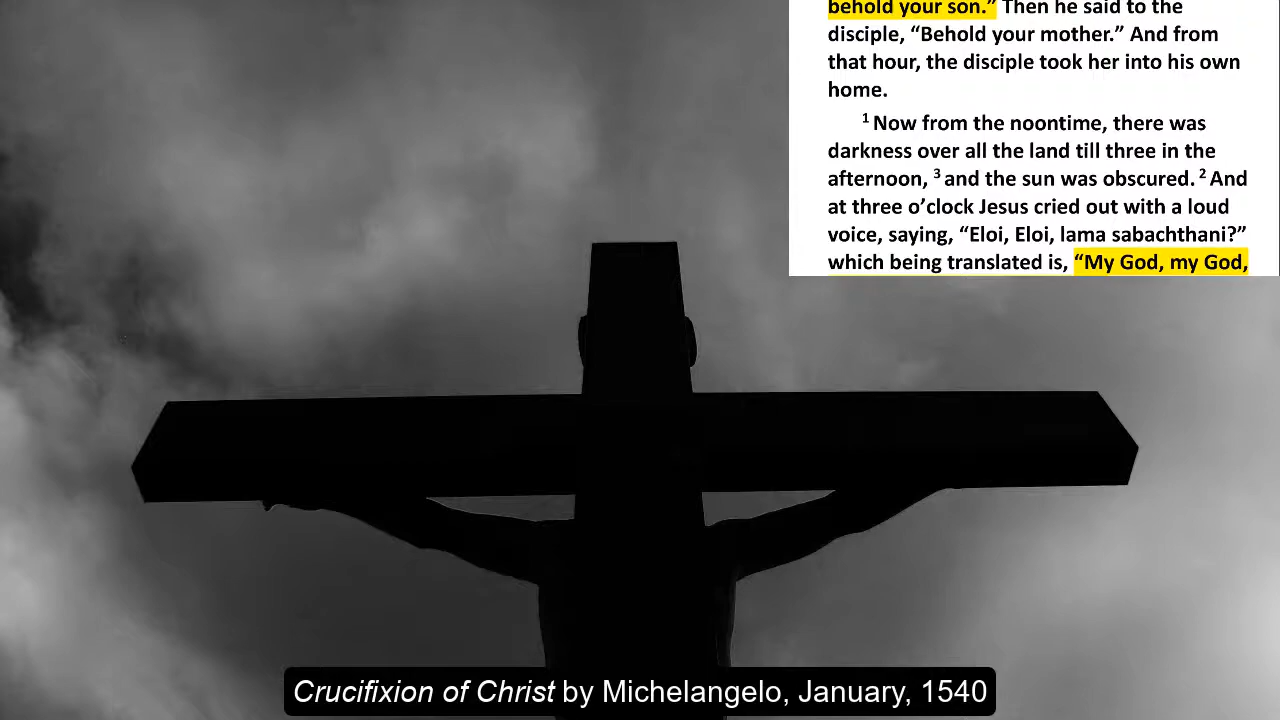 behold your son.” Then he said to the
disciple, “Behold your mother.” And from
that hour, the disciple took her into his own
home.
1 Now from the noontime, there was
darkness over all the land till three in the
afternoon, 3 and the sun was obscured. 2 And
at three o’clock Jesus cried out with a loud
voice, saying, “Eloi, Eloi, lama sabachthani?”
which being translated is, “My God, my God,
Crucifixion of Christ by Michelangelo, January, 1540